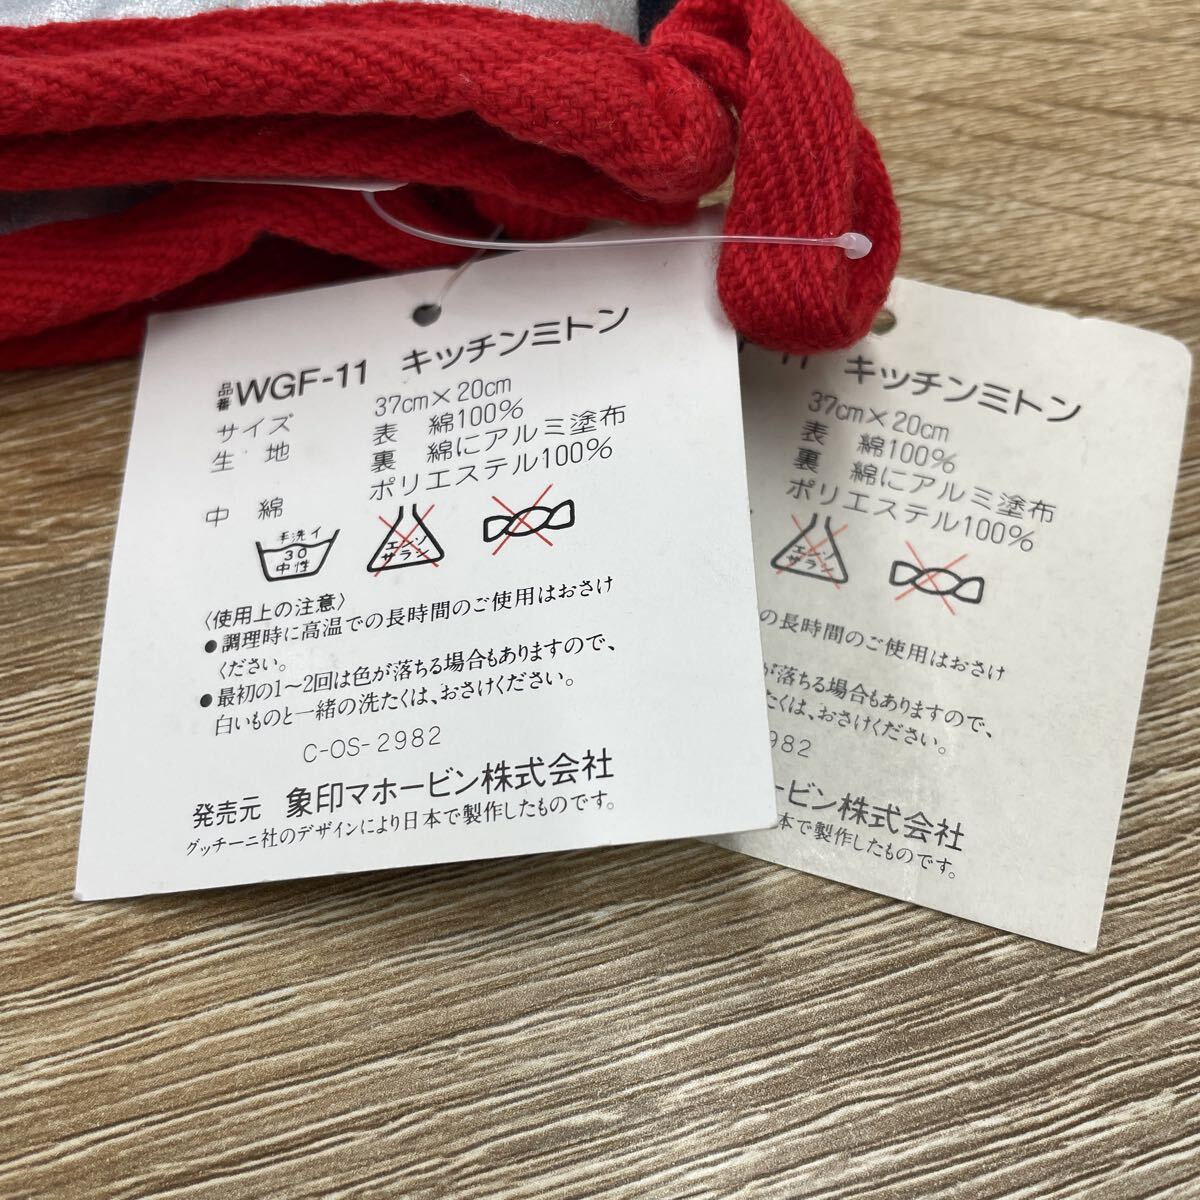 品番 WGF-11 キッチンミトン
サイズ 37cm×20cm
生地 表 綿100%
裏 綿にアルミ塗布
中綿 ポリエステル100%
手洗イ
30
中性
エンソ
サラシ
〈使用上の注意〉
●調理時に高温での長時間のご使用はおさけ
ください。
●最初の1〜2回は色が落ちる場合もありますので、
白いものと一緒の洗たくは、おさけください。
C-OS-2982
発売元 象印マホービン株式会社
グッチーニ社のデザインにより日本で製作したものです。
11 キッチンミトン
37cm×20cm
表 綿100%
裏 綿にアルミ塗布
ポリエステル100%
エンソ
サラシ
の長時間のご使用はおさけ
が落ちる場合もありますので、
たくは、おさけください。
982
ービン株式会社
本で製作したものです。